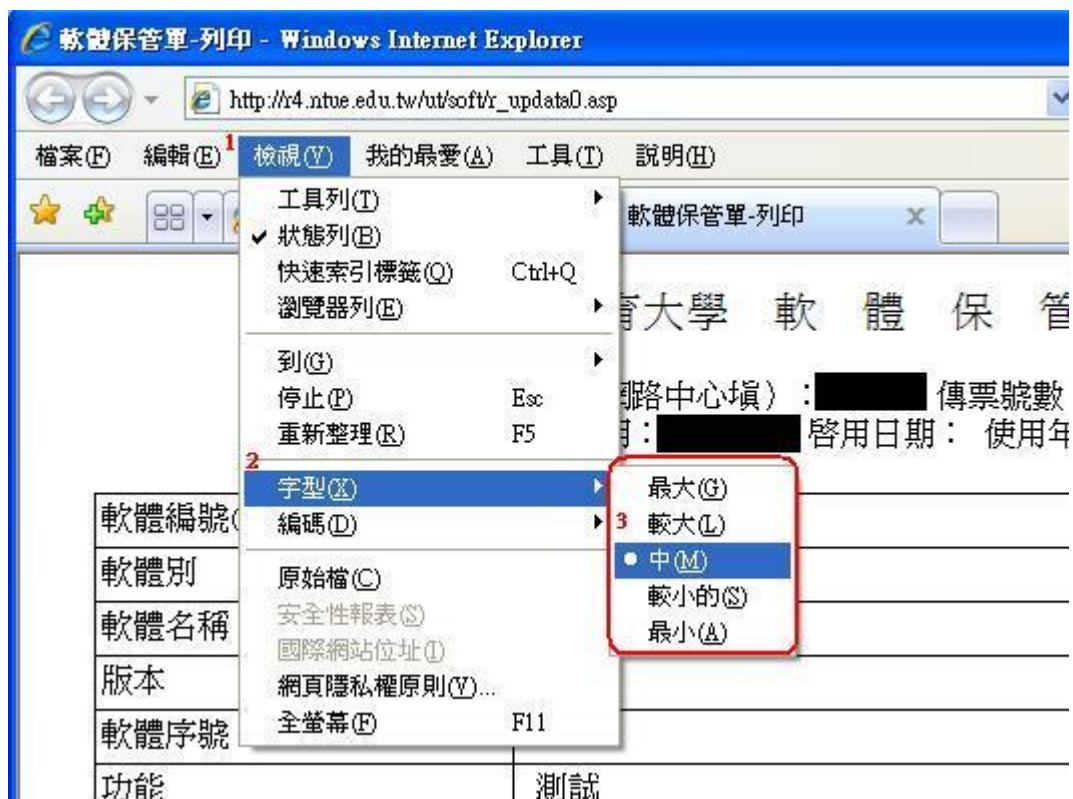 軟體保管單-列印 - Windows Internet Explorer
http://r4.ntue.edu.tw/ut/soft/r_updata0.asp
檔案(F) 編輯(E) 1 檢視(V) 我的最愛(A) 工具(T) 說明(H)
軟體保管單-列印
工具列(T)
狀態列(B)
快速索引標籤(Q) Ctrl+Q
瀏覽器列(E)
到(G)
停止(P) Esc
重新整理(R) F5
2
字型(X)
編碼(D)
原始檔(C)
安全性報表(S)
國際網站位址(I)
網頁隱私權原則(V)...
全螢幕(F) F11
最大(G)
3 較大(L)
中(M)
較小的(S)
最小(A)
育大學 軟 體 保 管
網路中心填）： 傳票號數
： 啓用日期： 使用年
軟體編號(
軟體別
軟體名稱
版本
軟體序號
功能 測試